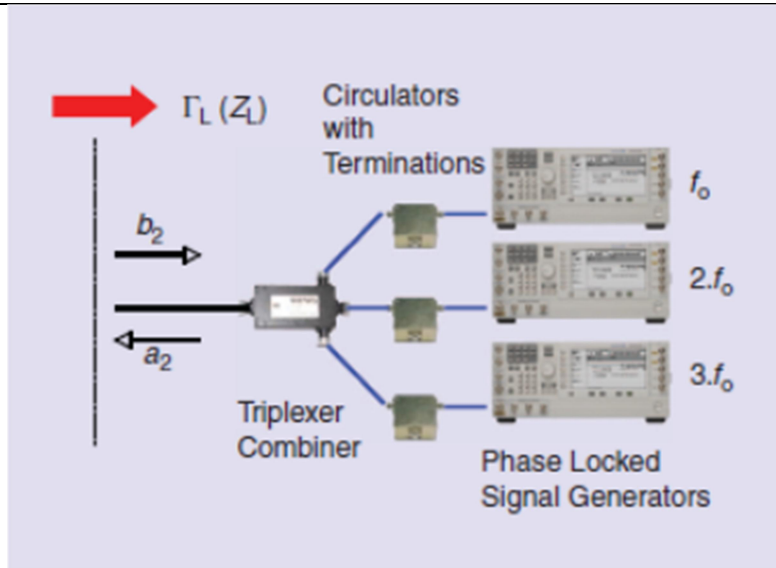 ΓL (ZL)
Circulators
with
Terminations
fo
b2
2.fo
a2
3.fo
Triplexer
Combiner
Phase Locked
Signal Generators